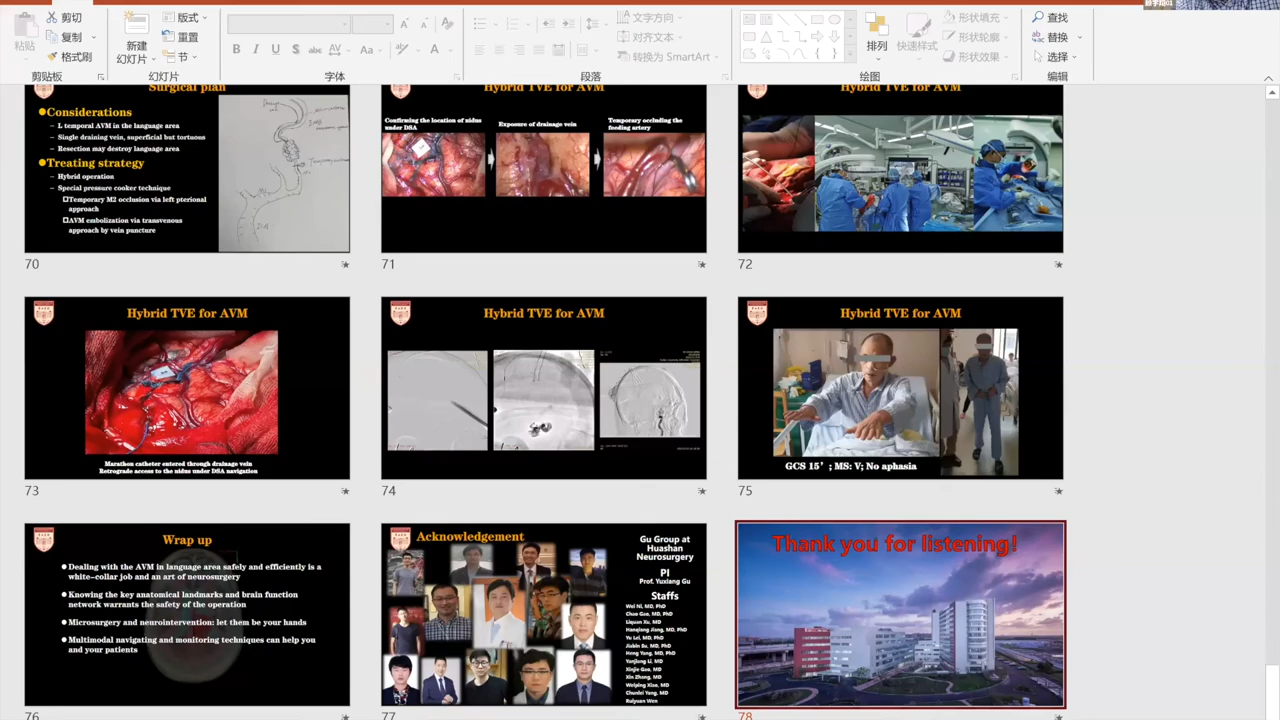 剪切
复制
格式刷
粘贴
剪贴板
新建
幻灯片
版式
重置
节
幻灯片
B I U S abc AV Aa A
字体
文字方向
对齐文本
转换为 SmartArt
段落
排列
快速样式
形状填充
形状轮廓
形状效果
绘图
查找
替换
选择
编辑
Surgical plan
Considerations
L temporal AVM in the language area
Single draining vein, superficial but tortuous
Resection may destroy language area
Treating strategy
Hybrid operation
Special pressure cooker technique
Temporary M2 occlusion via left pterional
approach
AVM embolization via transvenous
approach by vein puncture
70
Hybrid TVE for AVM
Confirming the location of nidus
under DSA
Exposure of drainage vein
Temporary occluding the
feeding artery
71
Hybrid TVE for AVM
72
Hybrid TVE for AVM
Marathon catheter entered through drainage vein
Retrograde access to the nidus under DSA navigation
73
Hybrid TVE for AVM
74
Hybrid TVE for AVM
GCS 15’; MS: V; No aphasia
75
Wrap up
Dealing with the AVM in language area safely and efficiently is a
white-collar job and an art of neurosurgery
Knowing the key anatomical landmarks and brain function
network warrants the safety of the operation
Microsurgery and neurointervention: let them be your hands
Multimodal navigating and monitoring techniques can help you
and your patients
76
Acknowledgement
Gu Group at
Huashan
Neurosurgery
PI
Prof. Yuxiang Gu
Staffs
Wei Ni, MD, PhD
Chao Gao, MD, PhD
Liquan Xu, MD
Hanqiang Jiang, MD, PhD
Yu Lei, MD, PhD
Jiabin Su, MD, PhD
Heng Yang, MD, PhD
Yunjiang Li, MD
Xinjie Gao, MD
Xin Zhang, MD
Weiping Xiao, MD
Chunlei Yang, MD
Ruiyuan Wen
77
Thank you for listening!
78